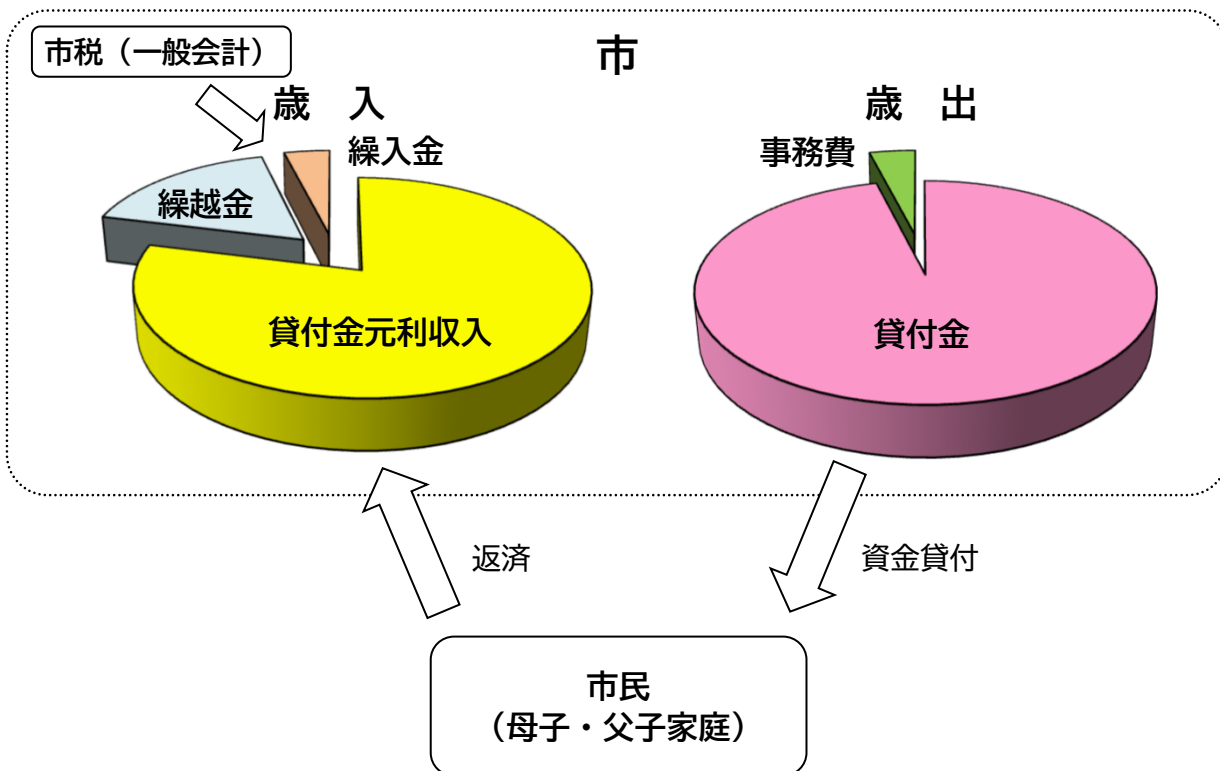 市税（一般会計）
市
歳　入
歳　出
繰入金
事務費
繰越金
貸付金元利収入
貸付金
返済
資金貸付
市民
（母子・父子家庭）